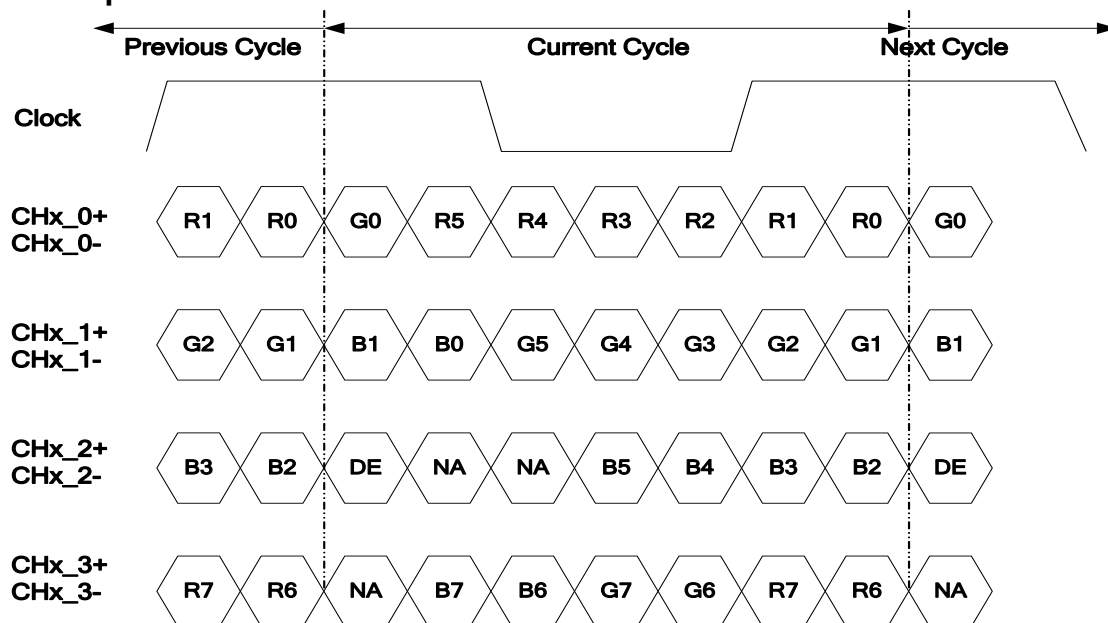 Previous Cycle Current Cycle Next Cycle
Clock
CHx_0+
CHx_0-
R1 R0 G0 R5 R4 R3 R2 R1 R0 G0
CHx_1+
CHx_1-
G2 G1 B1 B0 G5 G4 G3 G2 G1 B1
CHx_2+
CHx_2-
B3 B2 DE NA NA B5 B4 B3 B2 DE
CHx_3+
CHx_3-
R7 R6 NA B7 B6 G7 G6 R7 R6 NA